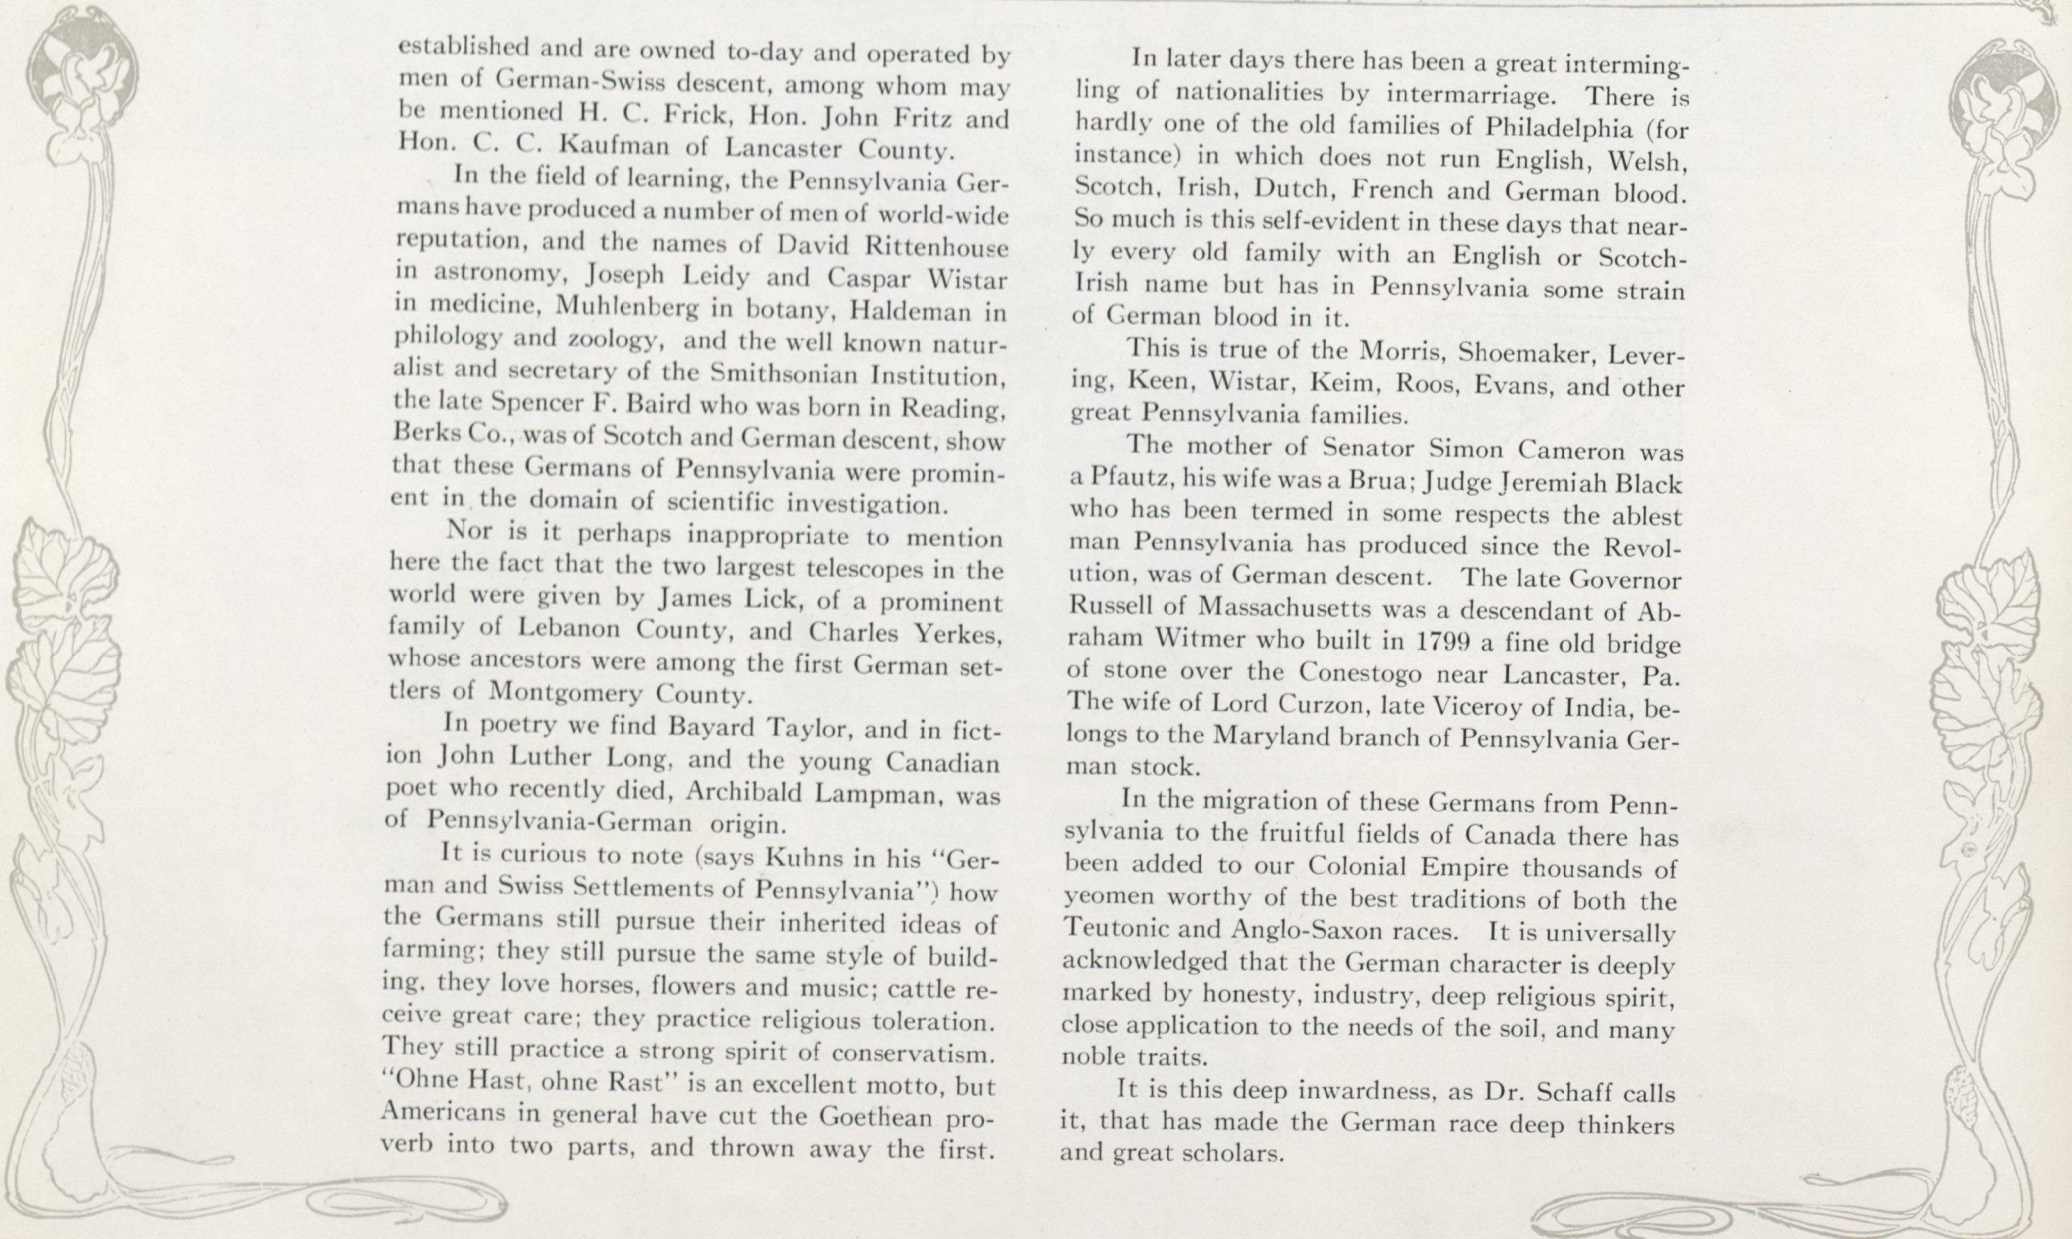 established and are owned to-day and operated by
men of German-Swiss descent, among whom may
be mentioned H. C. Frick, Hon. John Fritz and
Hon. C. C. Kaufman of Lancaster County.
In the field of learning, the Pennsylvania Ger-
mans have produced a number of men of world-wide
reputation, and the names of David Rittenhouse
in astronomy, Joseph Leidy and Caspar Wistar
in medicine, Muhlenberg in botany, Haldeman in
philology and zoology, and the well known natur-
alist and secretary of the Smithsonian Institution,
the late Spencer F. Baird who was born in Reading,
Berks Co., was of Scotch and German descent, show
that these Germans of Pennsylvania were promin-
ent in the domain of scientific investigation.
Nor is it perhaps inappropriate to mention
here the fact that the two largest telescopes in the
world were given by James Lick, of a prominent
family of Lebanon County, and Charles Yerkes,
whose ancestors were among the first German set-
tlers of Montgomery County.
In poetry we find Bayard Taylor, and in fict-
ion John Luther Long, and the young Canadian
poet who recently died, Archibald Lampman, was
of Pennsylvania-German origin.
It is curious to note (says Kuhns in his "Ger-
man and Swiss Settlements of Pennsylvania") how
the Germans still pursue their inherited ideas of
farming; they still pursue the same style of build-
ing. they love horses, flowers and music; cattle re-
ceive great care; they practice religious toleration.
They still practice a strong spirit of conservatism.
"Ohne Hast, ohne Rast" is an excellent motto, but
Americans in general have cut the Goethean pro-
verb into two parts, and thrown away the first.
In later days there has been a great interming-
ling of nationalities by intermarriage. There is
hardly one of the old families of Philadelphia (for
instance) in which does not run English, Welsh,
Scotch, Irish, Dutch, French and German blood.
So much is this self-evident in these days that near-
ly every old family with an English or Scotch-
Irish name but has in Pennsylvania some strain
of German blood in it.
This is true of the Morris, Shoemaker, Lever-
ing, Keen, Wistar, Keim, Roos, Evans, and other
great Pennsylvania families.
The mother of Senator Simon Cameron was
a Pfautz, his wife was a Brua; Judge Jeremiah Black
who has been termed in some respects the ablest
man Pennsylvania has produced since the Revol-
ution, was of German descent. The late Governor
Russell of Massachusetts was a descendant of Ab-
raham Witmer who built in 1799 a fine old bridge
of stone over the Conestogo near Lancaster, Pa.
The wife of Lord Curzon, late Viceroy of India, be-
longs to the Maryland branch of Pennsylvania Ger-
man stock.
In the migration of these Germans from Penn-
sylvania to the fruitful fields of Canada there has
been added to our Colonial Empire thousands of
yeomen worthy of the best traditions of both the
Teutonic and Anglo-Saxon races. It is universally
acknowledged that the German character is deeply
marked by honesty, industry, deep religious spirit,
close application to the needs of the soil, and many
noble traits.
It is this deep inwardness, as Dr. Schaff calls
it, that has made the German race deep thinkers
and great scholars.